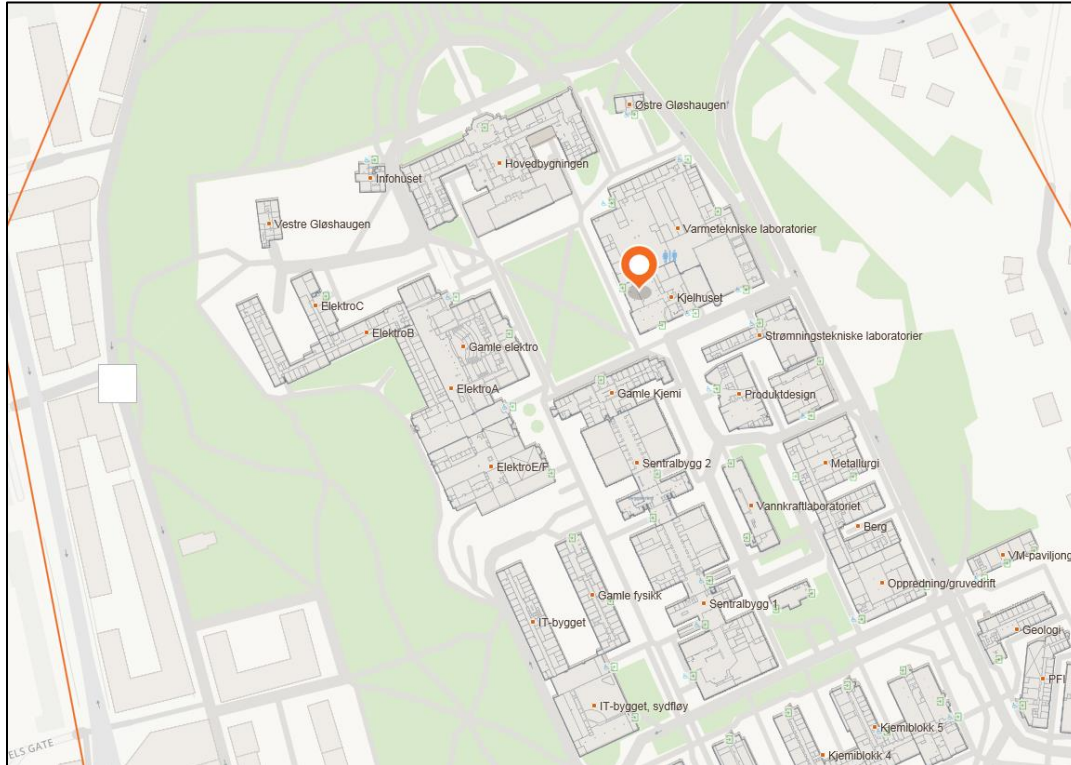 Østre Gløshaugen
Hovedbygningen
Infohuset
Vestre Gløshaugen
Varmetekniske laboratorier
Kjelhuset
ElektroC
ElektroB
Gamle elektro
Strømningstekniske laboratorier
ElektroA
Gamle Kjemi
Produktdesign
ElektroE/F
Sentralbygg 2
Metallurgi
Vannkraftlaboratoriet
Berg
VM-paviljong
Oppredning/gruvedrift
Gamle fysikk
Sentralbygg 1
IT-bygget
Geologi
PFI
IT-bygget, sydfløy
Kjemiblokk 5
ELS GATE
Kjemiblokk 4